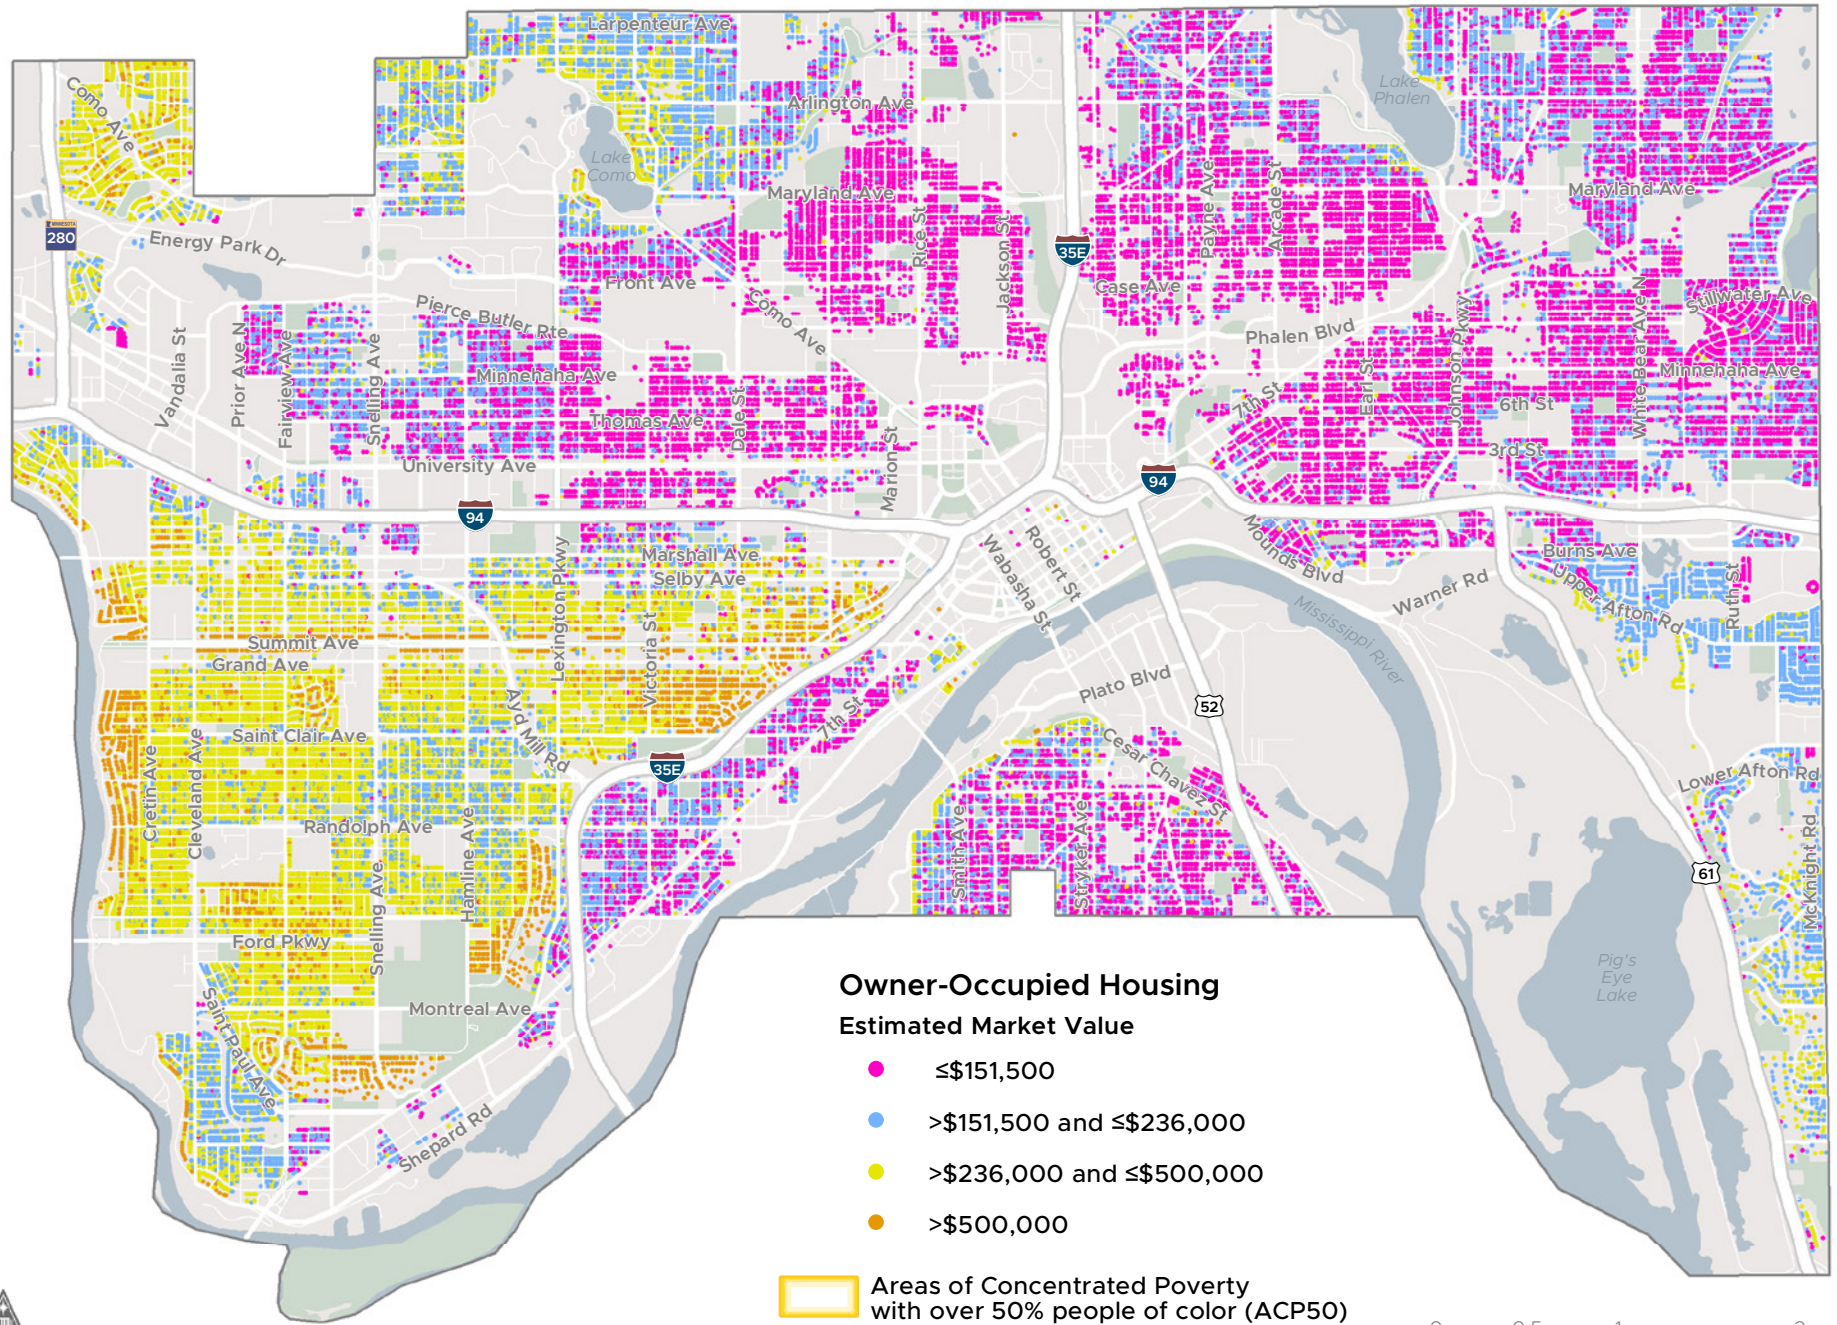 Larpenteur Ave
Como Ave
Arlington Ave
Lake
Phalen
Lake
Como
Maryland Ave
Maryland Ave
MINNESOTA
280
Energy Park Dr
Rice St
Jackson St
35E
Payne Ave
Arcade St
Front Ave
Case Ave
Pierce Butler Rte
Como Ave
Stillwater Ave
Phalen Blvd
Vandalia St
Prior Ave N
Fairview Ave
Snelling Ave
Minnehaha Ave
Minnehaha Ave
Thomas Ave
Dale St
7th St
Earl St
Johnson Pkwy
6th St
White Bear Ave N
3rd St
University Ave
Marion St
94
94
Marshall Ave
Selby Ave
Lexington Pkwy
Victoria St
Robert St
Wabasha St
Mounds Blvd
Burns Ave
Upper Afton Rd
Ruth St
Warner Rd
Mississippi River
Summit Ave
Grand Ave
Ayd Mill Rd
7th St
Plato Blvd
52
Saint Clair Ave
Cretin Ave
Cleveland Ave
35E
Cesar Chavez St
Lower Afton Rd
Randolph Ave
Hamline Ave
Snelling Ave
Smith Ave
Stryker Ave
61
McKnight Rd
Ford Pkwy
Pig's
Eye
Lake
Montreal Ave
Saint Paul Ave
Shepard Rd
Owner-Occupied Housing
Estimated Market Value
≤$151,500
>$151,500 and ≤$236,000
>$236,000 and ≤$500,000
>$500,000
Areas of Concentrated Poverty
with over 50% people of color (ACP50)